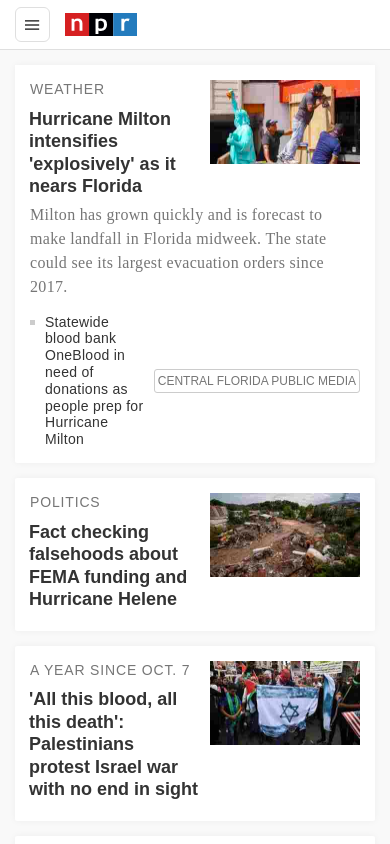 npr
WEATHER
Hurricane Milton
intensifies
'explosively' as it
nears Florida
Milton has grown quickly and is forecast to
make landfall in Florida midweek. The state
could see its largest evacuation orders since
2017.
Statewide
blood bank
OneBlood in
need of
donations as
people prep for
Hurricane
Milton
CENTRAL FLORIDA PUBLIC MEDIA
POLITICS
Fact checking
falsehoods about
FEMA funding and
Hurricane Helene
A YEAR SINCE OCT. 7
'All this blood, all
this death':
Palestinians
protest Israel war
with no end in sight